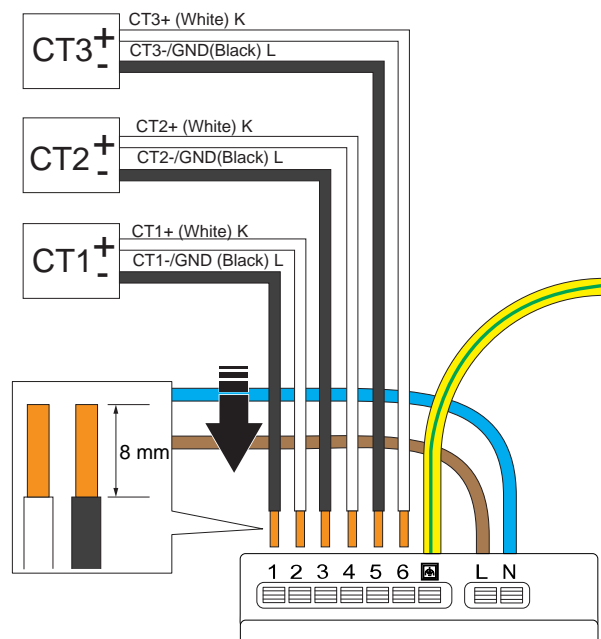 CT3+ (White) K
CT3 + -
CT3-/GND(Black) L
CT2+ (White) K
CT2 + -
CT2-/GND(Black) L
CT1+ (White) K
CT1 + -
CT1-/GND (Black) L
8 mm
1 2 3 4 5 6 L N